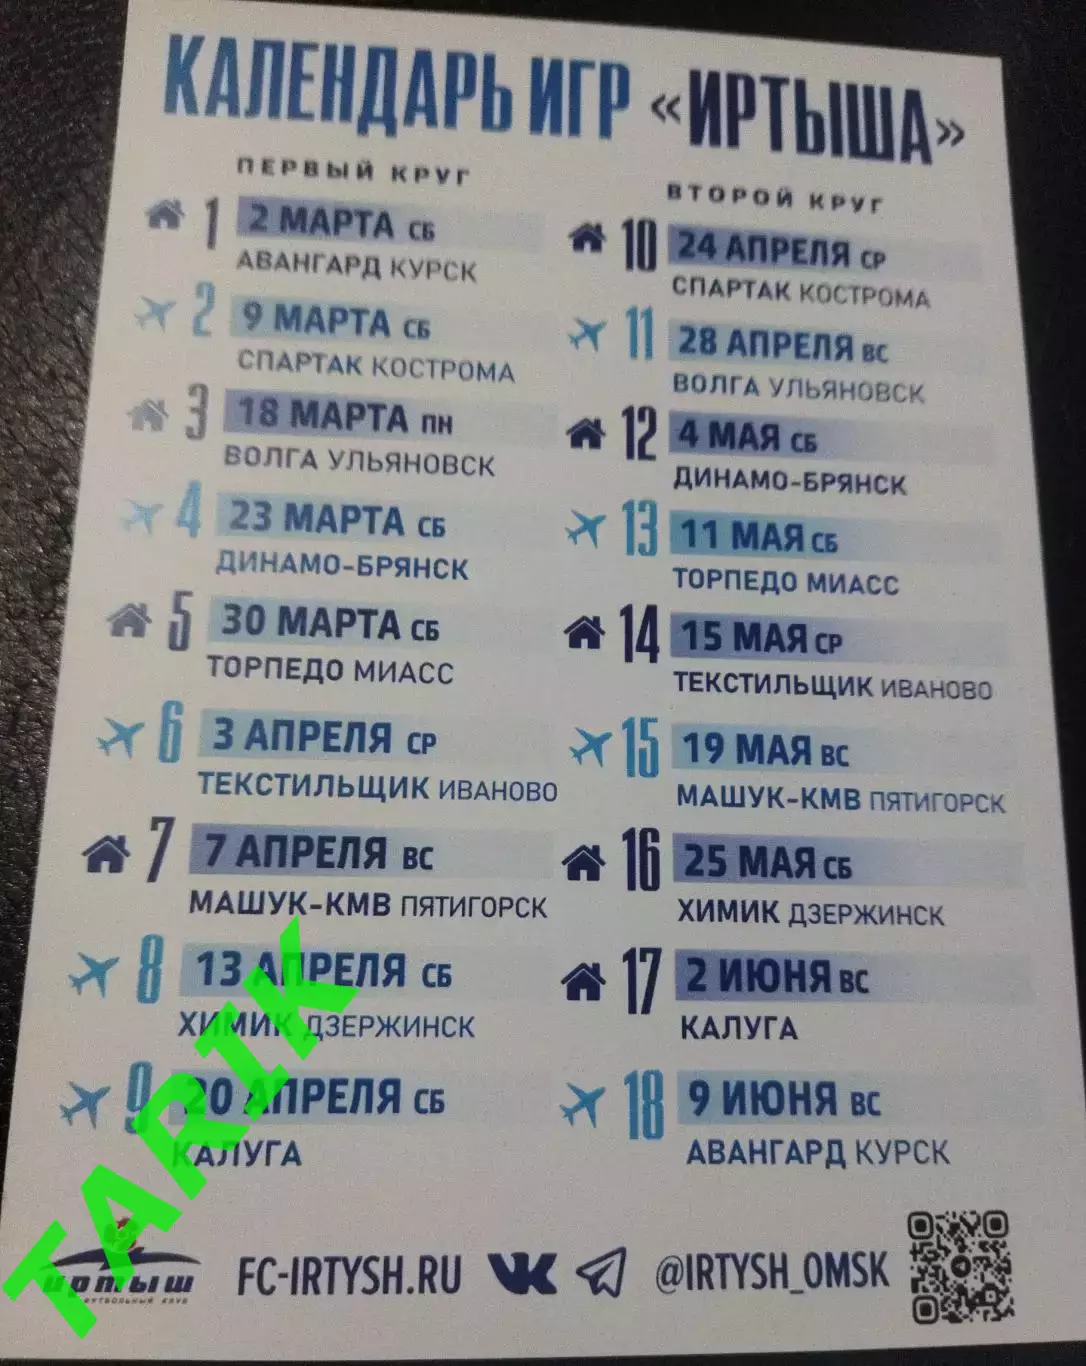 КАЛЕНДАРЬ ИГР «ИРТЫША»
ПЕРВЫЙ КРУГ
1 2 МАРТА СБ
АВАНГАРД КУРСК
2 9 МАРТА СБ
СПАРТАК КОСТРОМА
3 18 МАРТА ПН
ВОЛГА УЛЬЯНОВСК
4 23 МАРТА СБ
ДИНАМО-БРЯНСК
5 30 МАРТА СБ
ТОРПЕДО МИАСС
6 3 АПРЕЛЯ СР
ТЕКСТИЛЬЩИК ИВАНОВО
7 7 АПРЕЛЯ ВС
МАШУК-КМВ ПЯТИГОРСК
8 13 АПРЕЛЯ СБ
ХИМИК ДЗЕРЖИНСК
9 20 АПРЕЛЯ СБ
КАЛУГА
ВТОРОЙ КРУГ
10 24 АПРЕЛЯ СР
СПАРТАК КОСТРОМА
11 28 АПРЕЛЯ ВС
ВОЛГА УЛЬЯНОВСК
12 4 МАЯ СБ
ДИНАМО-БРЯНСК
13 11 МАЯ СБ
ТОРПЕДО МИАСС
14 15 МАЯ СР
ТЕКСТИЛЬЩИК ИВАНОВО
15 19 МАЯ ВС
МАШУК-КМВ ПЯТИГОРСК
16 25 МАЯ СБ
ХИМИК ДЗЕРЖИНСК
17 2 ИЮНЯ ВС
КАЛУГА
18 9 ИЮНЯ ВС
АВАНГАРД КУРСК
TARIK
иртыш
ФУТБОЛЬНЫЙ КЛУБ
FC-IRTYSH.RU
@IRTYSH_OMSK